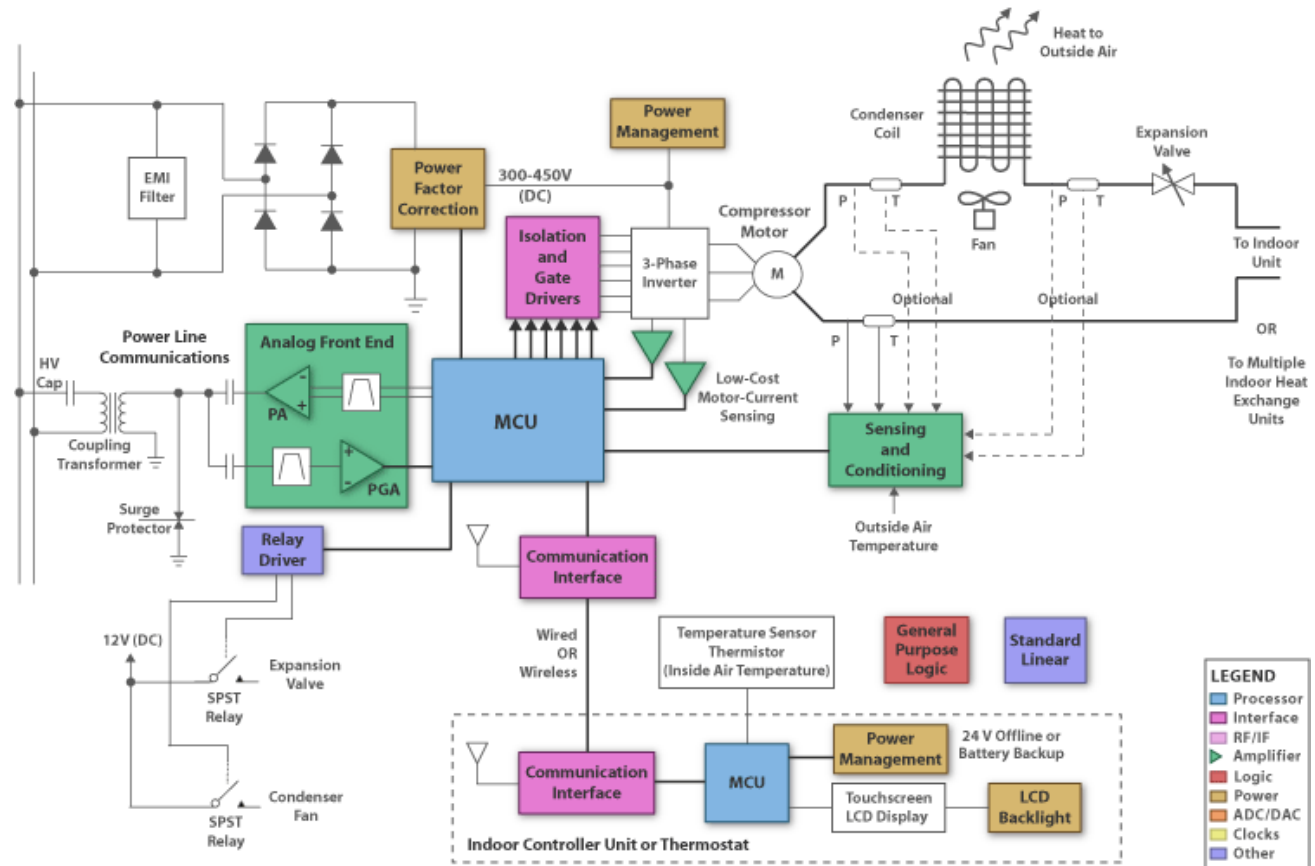 Heat to
Outside Air
Condenser
Coil
Expansion
Valve
Power
Management
EMI
Filter
Power
Factor
Correction
300-450V
(DC)
Isolation
and
Gate
Drivers
3-Phase
Inverter
Compressor
Motor
M
P
T
Fan
P
T
To Indoor
Unit
Optional
Optional
OR
To Multiple
Indoor Heat
Exchange
Units
P
T
Power Line
Communications
HV
Cap
Coupling
Transformer
Surge
Protector
Analog Front End
-
+
PA
+
-
PGA
MCU
Low-Cost
Motor-Current
Sensing
Sensing
and
Conditioning
Outside Air
Temperature
Relay
Driver
Communication
Interface
12V (DC)
Expansion
Valve
SPST
Relay
Condenser
Fan
SPST
Relay
Wired
OR
Wireless
Temperature Sensor
Thermistor
(Inside Air Temperature)
General
Purpose
Logic
Standard
Linear
Communication
Interface
MCU
Power
Management
24 V Offline or
Battery Backup
Touchscreen
LCD Display
LCD
Backlight
Indoor Controller Unit or Thermostat
LEGEND
Processor
Interface
RF/IF
Amplifier
Logic
Power
ADC/DAC
Clocks
Other